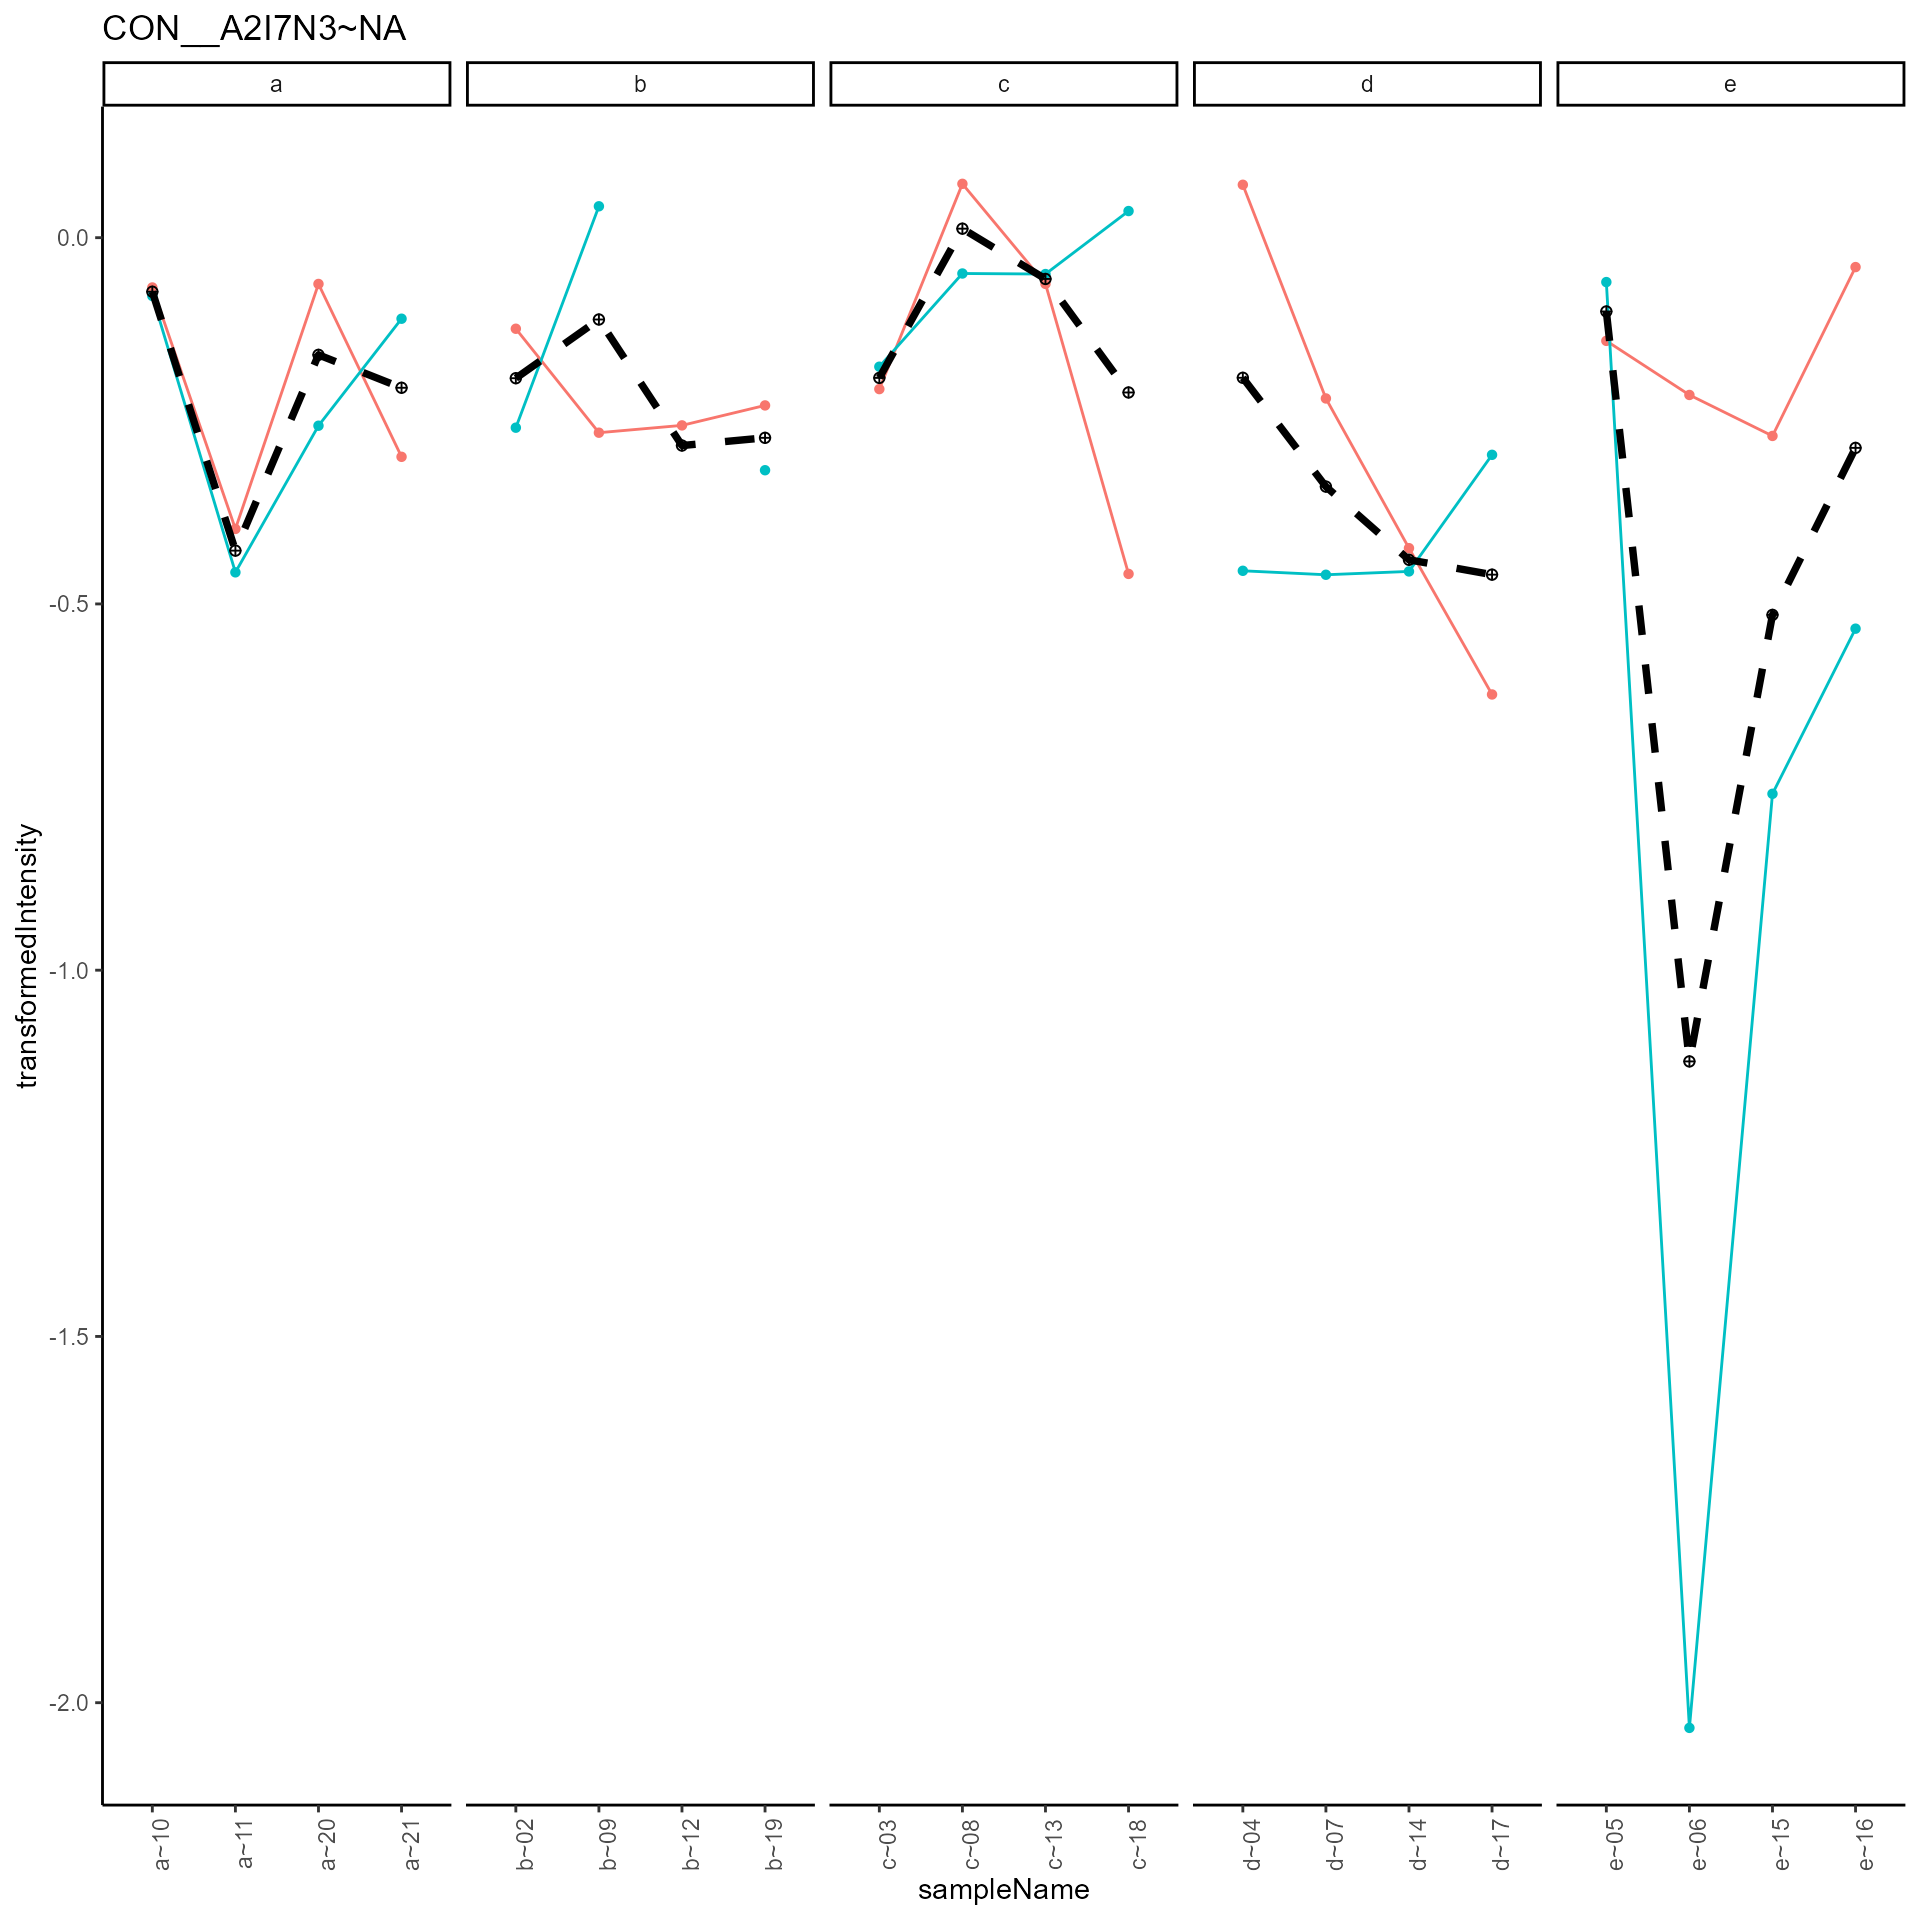 CON__A2I7N3~NA
a b c d e
0.0
-0.5
-1.0
-1.5
-2.0
transformedIntensity
a~10 a~11 a~20 a~21 b~02 b~09 b~12 b~19 c~03 c~08 c~13 c~18 d~04 d~07 d~14 d~17 e~05 e~06 e~15 e~16
sampleName